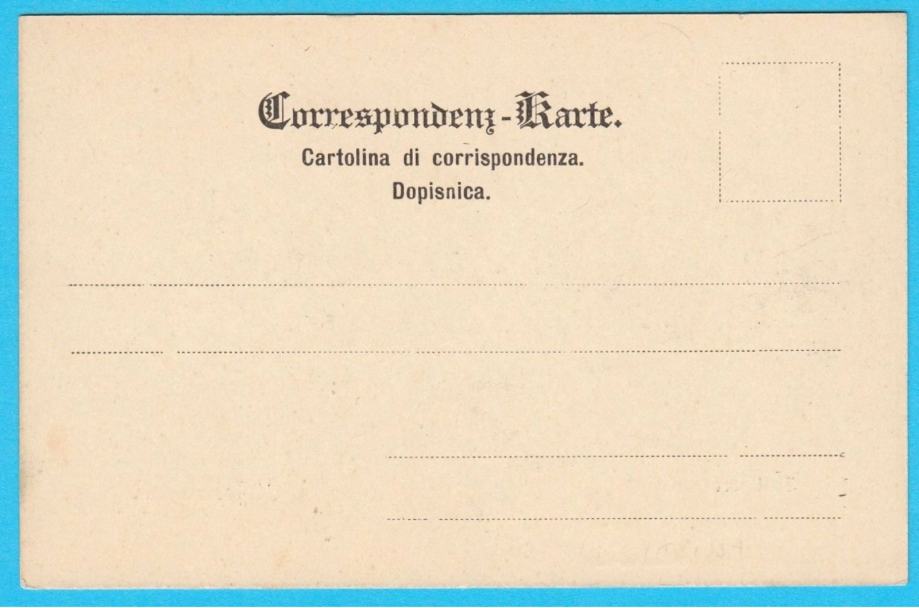 Correspondenz-Karte.
Cartolina di corrispondenza.
Dopisnica.